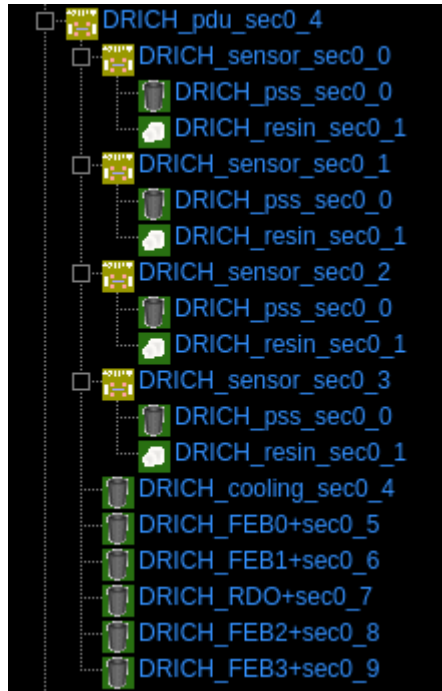 DRICH_pdu_sec0_4
DRICH_sensor_sec0_0
DRICH_pss_sec0_0
DRICH_resin_sec0_1
DRICH_sensor_sec0_1
DRICH_pss_sec0_0
DRICH_resin_sec0_1
DRICH_sensor_sec0_2
DRICH_pss_sec0_0
DRICH_resin_sec0_1
DRICH_sensor_sec0_3
DRICH_pss_sec0_0
DRICH_resin_sec0_1
DRICH_cooling_sec0_4
DRICH_FEB0+sec0_5
DRICH_FEB1+sec0_6
DRICH_RDO+sec0_7
DRICH_FEB2+sec0_8
DRICH_FEB3+sec0_9